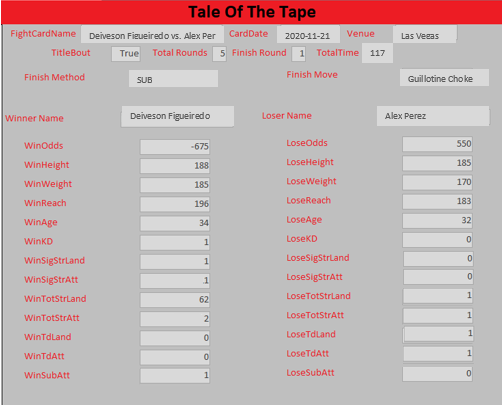 Tale Of The Tape
FightCardName Deiveson Figueiredo vs. Alex Per CardDate 2020-11-21 Venue Las Vegas
TitleBout True Total Rounds 5 Finish Round 1 TotalTime 117
Finish Method SUB Finish Move Guillotine Choke
Winner Name Deiveson Figueiredo Loser Name Alex Perez
WinOdds -675 LoseOdds 550
WinHeight 188 LoseHeight 185
WinWeight 185 LoseWeight 170
WinReach 196 LoseReach 183
WinAge 34 LoseAge 32
WinKD 1 LoseKD 0
WinSigStrLand 1 LoseSigStrLand 0
WinSigStrAtt .1 LoseSigStrAtt 0
WinTotStrLand 62 LoseTotStrLand 1
WinTotStrAtt 2 LoseTotStrAtt 1
WinTdLand 0 LoseTdLand 1
WinTdAtt 0 LoseTdAtt 1
WinSubAtt 1 LoseSubAtt 0